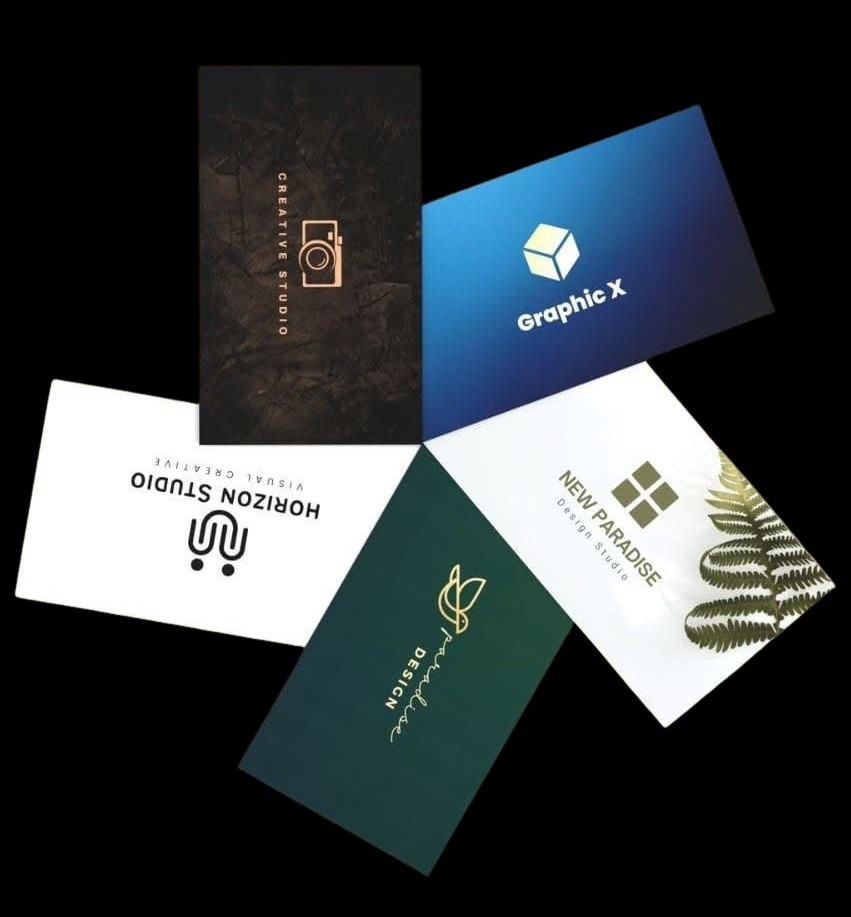 CREATIVE STUDIO
Graphic X
NEW PARADISE
Design Studio
paradise
DESIGN
HORIZON STUDIO
VISUAL CREATIVE